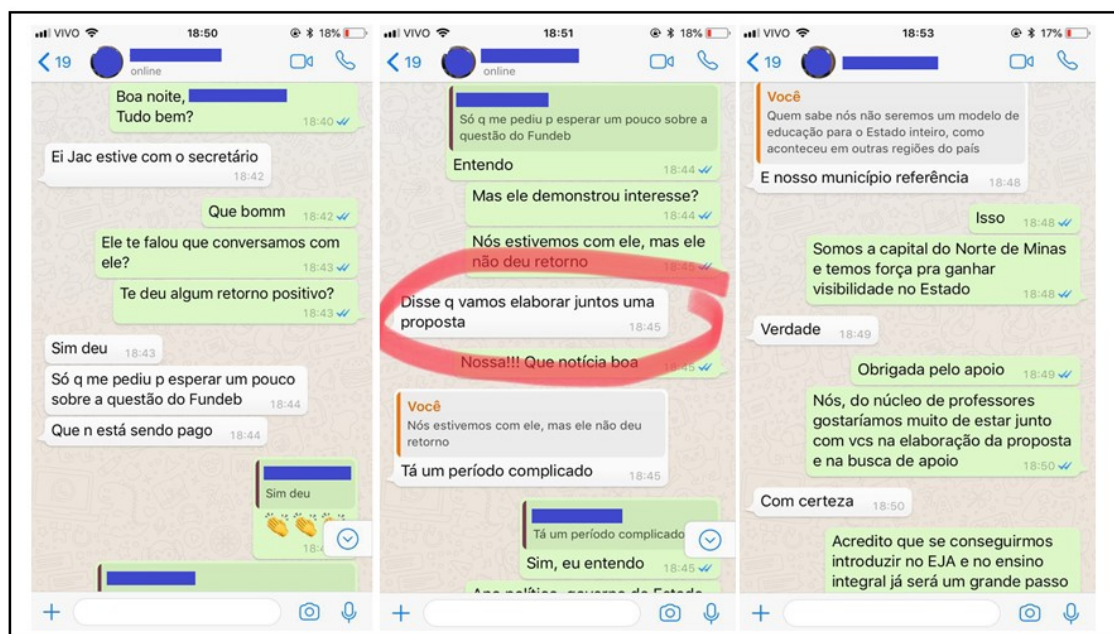 VIVO 18:50 18%
19
online
Boa noite,
Tudo bem?
18:40
Ei Jac estive com o secretário
18:42
Que bomm 18:42
Ele te falou que conversamos com
ele?
18:43
Te deu algum retorno positivo?
18:43
Sim deu 18:43
Só q me pediu p esperar um pouco
sobre a questão do Fundeb 18:44
Que n está sendo pago 18:44
Sim deu
VIVO 18:51 18%
19
online
Só q me pediu p esperar um pouco sobre a
questão do Fundeb
Entendo 18:44
Mas ele demonstrou interesse?
18:44
Nós estivemos com ele, mas ele
não deu retorno 18:45
Disse q vamos elaborar juntos uma
proposta 18:45
Nossa!!! Que notícia boa 18:45
Você
Nós estivemos com ele, mas ele não deu
retorno
Tá um período complicado 18:45
Tá um período complicado
Sim, eu entendo 18:45
Ano político, governo do Estado
VIVO 18:53 17%
19
Você
Quem sabe nós não seremos um modelo de
educação para o Estado inteiro, como
aconteceu em outras regiões do país
E nosso município referência 18:48
Isso 18:48
Somos a capital do Norte de Minas
e temos força pra ganhar
visibilidade no Estado 18:48
Verdade 18:49
Obrigada pelo apoio 18:49
Nós, do núcleo de professores
gostaríamos muito de estar junto
com vcs na elaboração da proposta
e na busca de apoio 18:50
Com certeza 18:50
Acredito que se conseguirmos
introduzir no EJA e no ensino
integral já será um grande passo